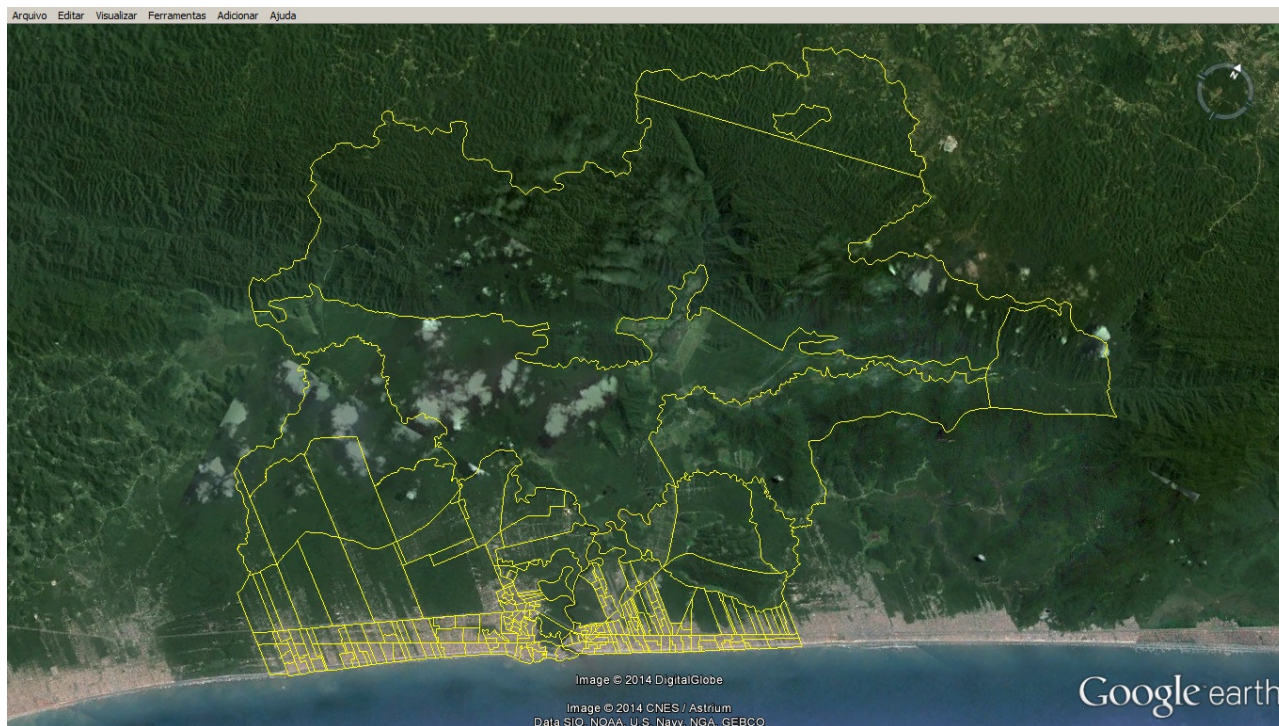 Arquivo Editar Visualizar Ferramentas Adicionar Ajuda
N
Image © 2014 DigitalGlobe
Image © 2014 CNES / Astrium
Data SIO, NOAA, U.S. Navy, NGA, GEBCO
Google earth